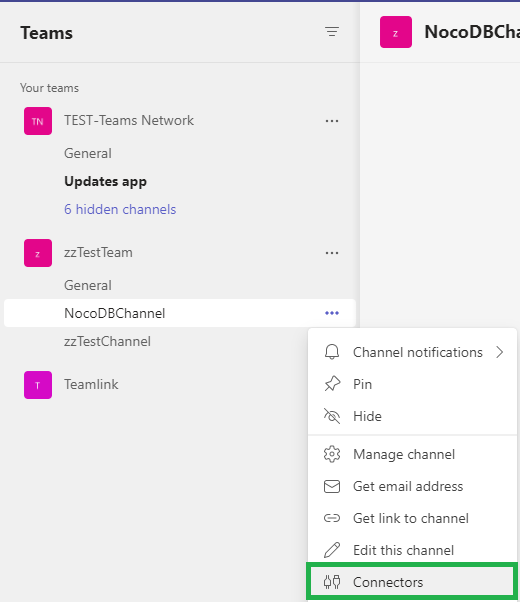 Teams
z NocoDBCha
Your teams
TN TEST-Teams Network
General
Updates app
6 hidden channels
z zzTestTeam
General
NocoDBChannel
zzTestChannel
T Teamlink
Channel notifications
Pin
Hide
Manage channel
Get email address
Get link to channel
Edit this channel
Connectors